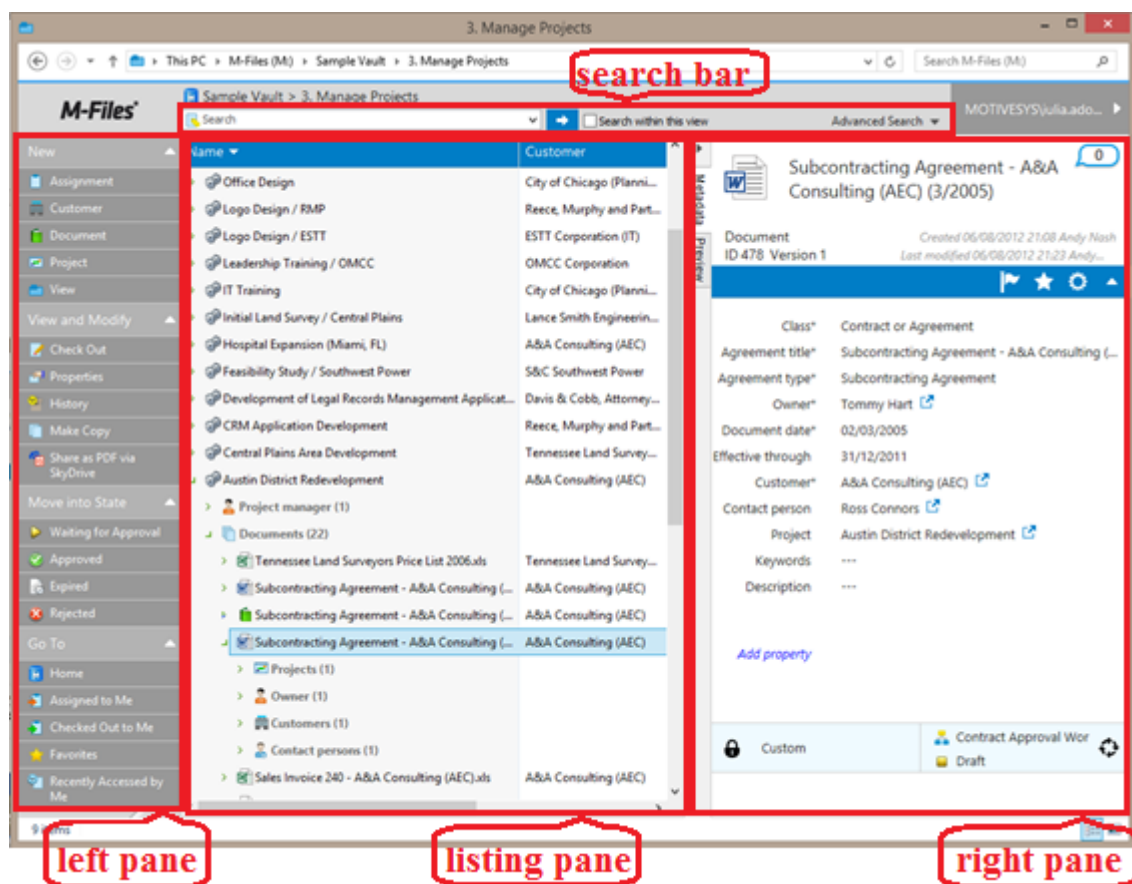 3. Manage Projects
This PC › M-Files (M:) › Sample Vault › 3. Manage Projects
Search M-Files (M:)
search bar
M-Files
Sample Vault > 3. Manage Projects
MOTIVESYS\julia.ado...
Search
Search within this view
Advanced Search
New
Assignment
Customer
Document
Project
View
View and Modify
Check Out
Properties
History
Make Copy
Share as PDF via
SkyDrive
Move into State
Waiting for Approval
Approved
Expired
Rejected
Go To
Home
Assigned to Me
Checked Out to Me
Favorites
Recently Accessed by
Me
Name Customer
Office Design City of Chicago (Planni...
Logo Design / RMP Reece, Murphy and Part...
Logo Design / ESTT ESTT Corporation (IT)
Leadership Training / OMCC OMCC Corporation
IT Training City of Chicago (Planni...
Initial Land Survey / Central Plains Lance Smith Engineerin...
Hospital Expansion (Miami, FL) A&A Consulting (AEC)
Feasibility Study / Southwest Power S&C Southwest Power
Development of Legal Records Management Applicat... Davis & Cobb, Attorney...
CRM Application Development Reece, Murphy and Part...
Central Plains Area Development Tennessee Land Survey...
Austin District Redevelopment A&A Consulting (AEC)
Project manager (1)
Documents (22)
Tennessee Land Surveyors Price List 2006.xls Tennessee Land Survey...
Subcontracting Agreement - A&A Consulting (... A&A Consulting (AEC)
Subcontracting Agreement - A&A Consulting (... A&A Consulting (AEC)
Subcontracting Agreement - A&A Consulting (... A&A Consulting (AEC)
Projects (1)
Owner (1)
Customers (1)
Contact persons (1)
Sales Invoice 240 - A&A Consulting (AEC).xls A&A Consulting (AEC)
Metadata
Preview
Subcontracting Agreement - A&A
Consulting (AEC) (3/2005)
0
Document Created 06/08/2012 21:08 Andy Nash
ID 478 Version 1 Last modified 06/08/2012 21:23 Andy...
Class* Contract or Agreement
Agreement title* Subcontracting Agreement - A&A Consulting (...
Agreement type* Subcontracting Agreement
Owner* Tommy Hart
Document date* 02/03/2005
Effective through 31/12/2011
Customer* A&A Consulting (AEC)
Contact person Ross Connors
Project Austin District Redevelopment
Keywords ---
Description ---
Add property
Custom
Contract Approval Wor
Draft
9 items
left pane
listing pane
right pane